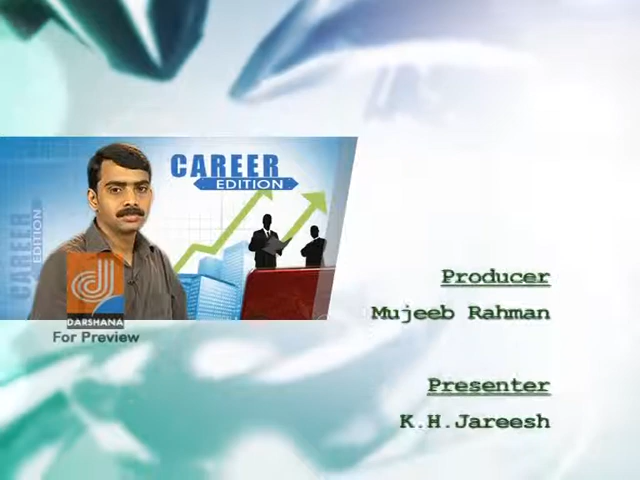 CAREER
EDITION
CAREER
EDITION
DARSHANA
For Preview
Producer
Mujeeb Rahman
Presenter
K.H.Jareesh